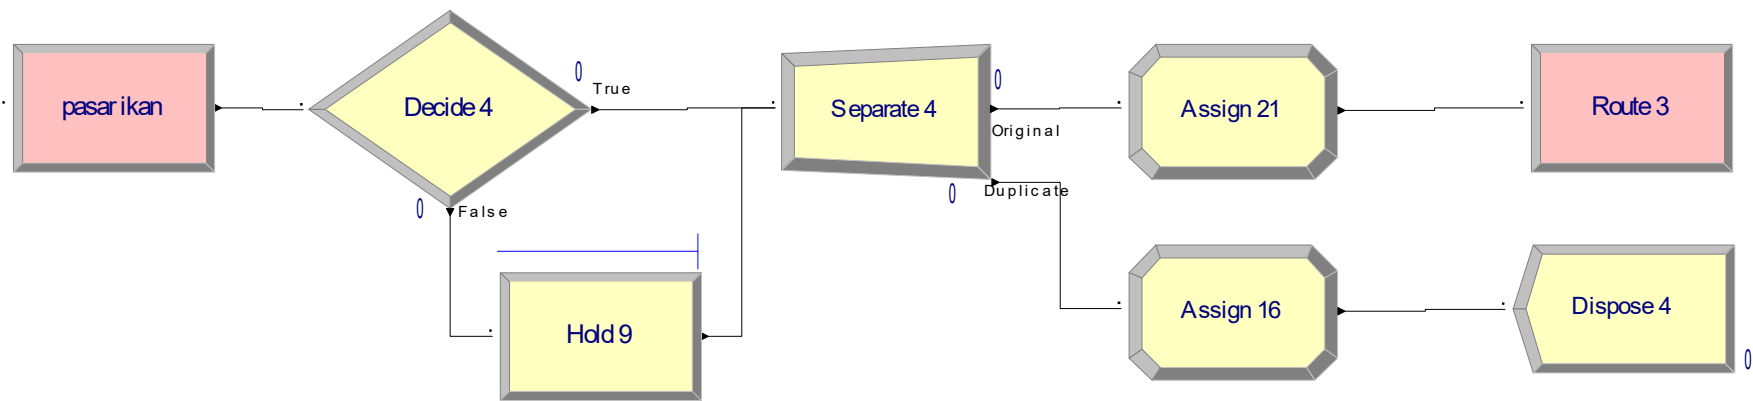 pasar ikan
Decide 4
0
True
0
False
Hold 9
Separate 4
0
Original
0
Duplicate
Assign 21
Route 3
Assign 16
Dispose 4
0